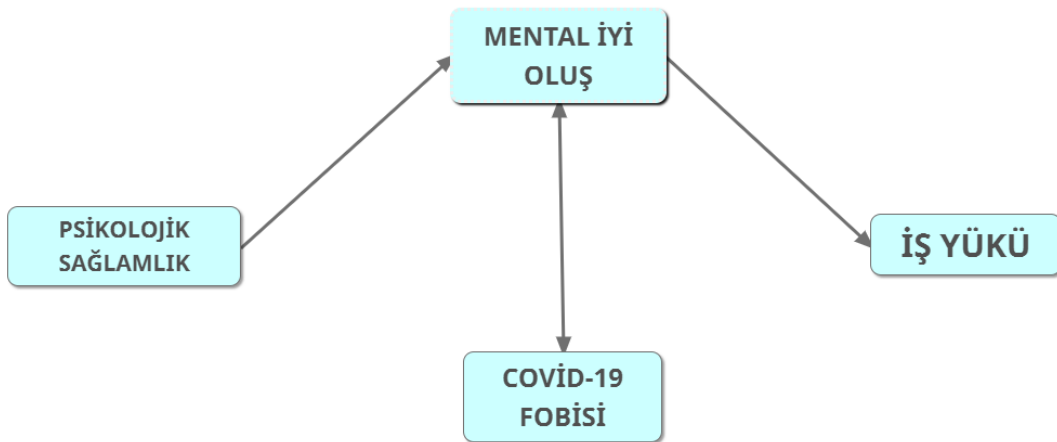 MENTAL İYİ
OLUŞ
PSİKOLOJİK
SAĞLAMLIK
İŞ YÜKÜ
COVİD-19
FOBİSİ